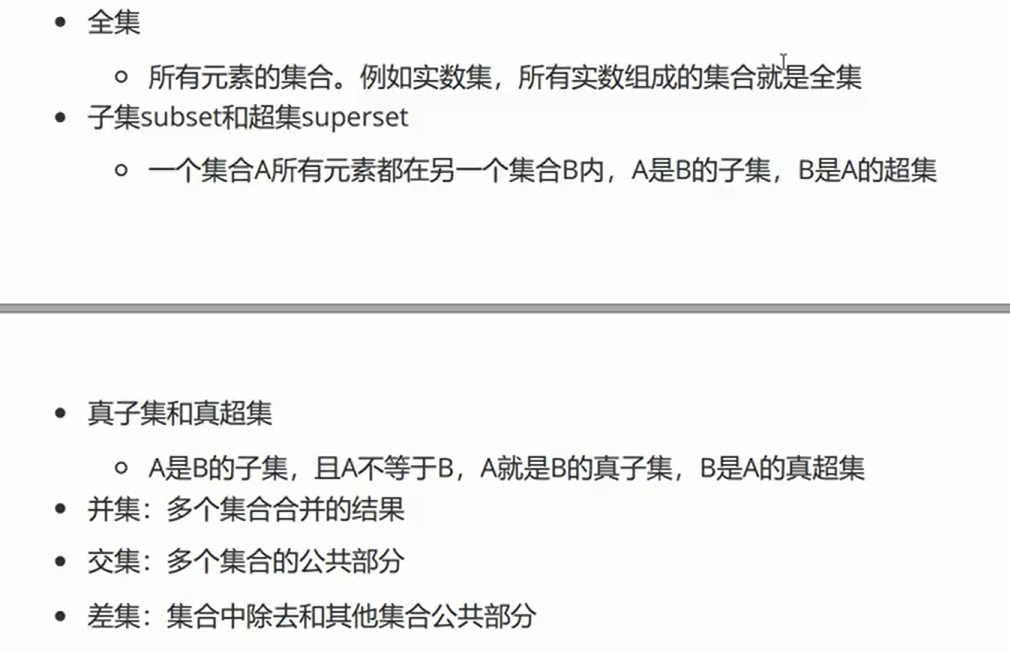 全集
所有元素的集合。例如实数集，所有实数组成的集合就是全集
子集subset和超集superset
一个集合A所有元素都在另一个集合B内，A是B的子集，B是A的超集
真子集和真超集
A是B的子集，且A不等于B，A就是B的真子集，B是A的真超集
并集：多个集合合并的结果
交集：多个集合的公共部分
差集：集合中除去和其他集合公共部分